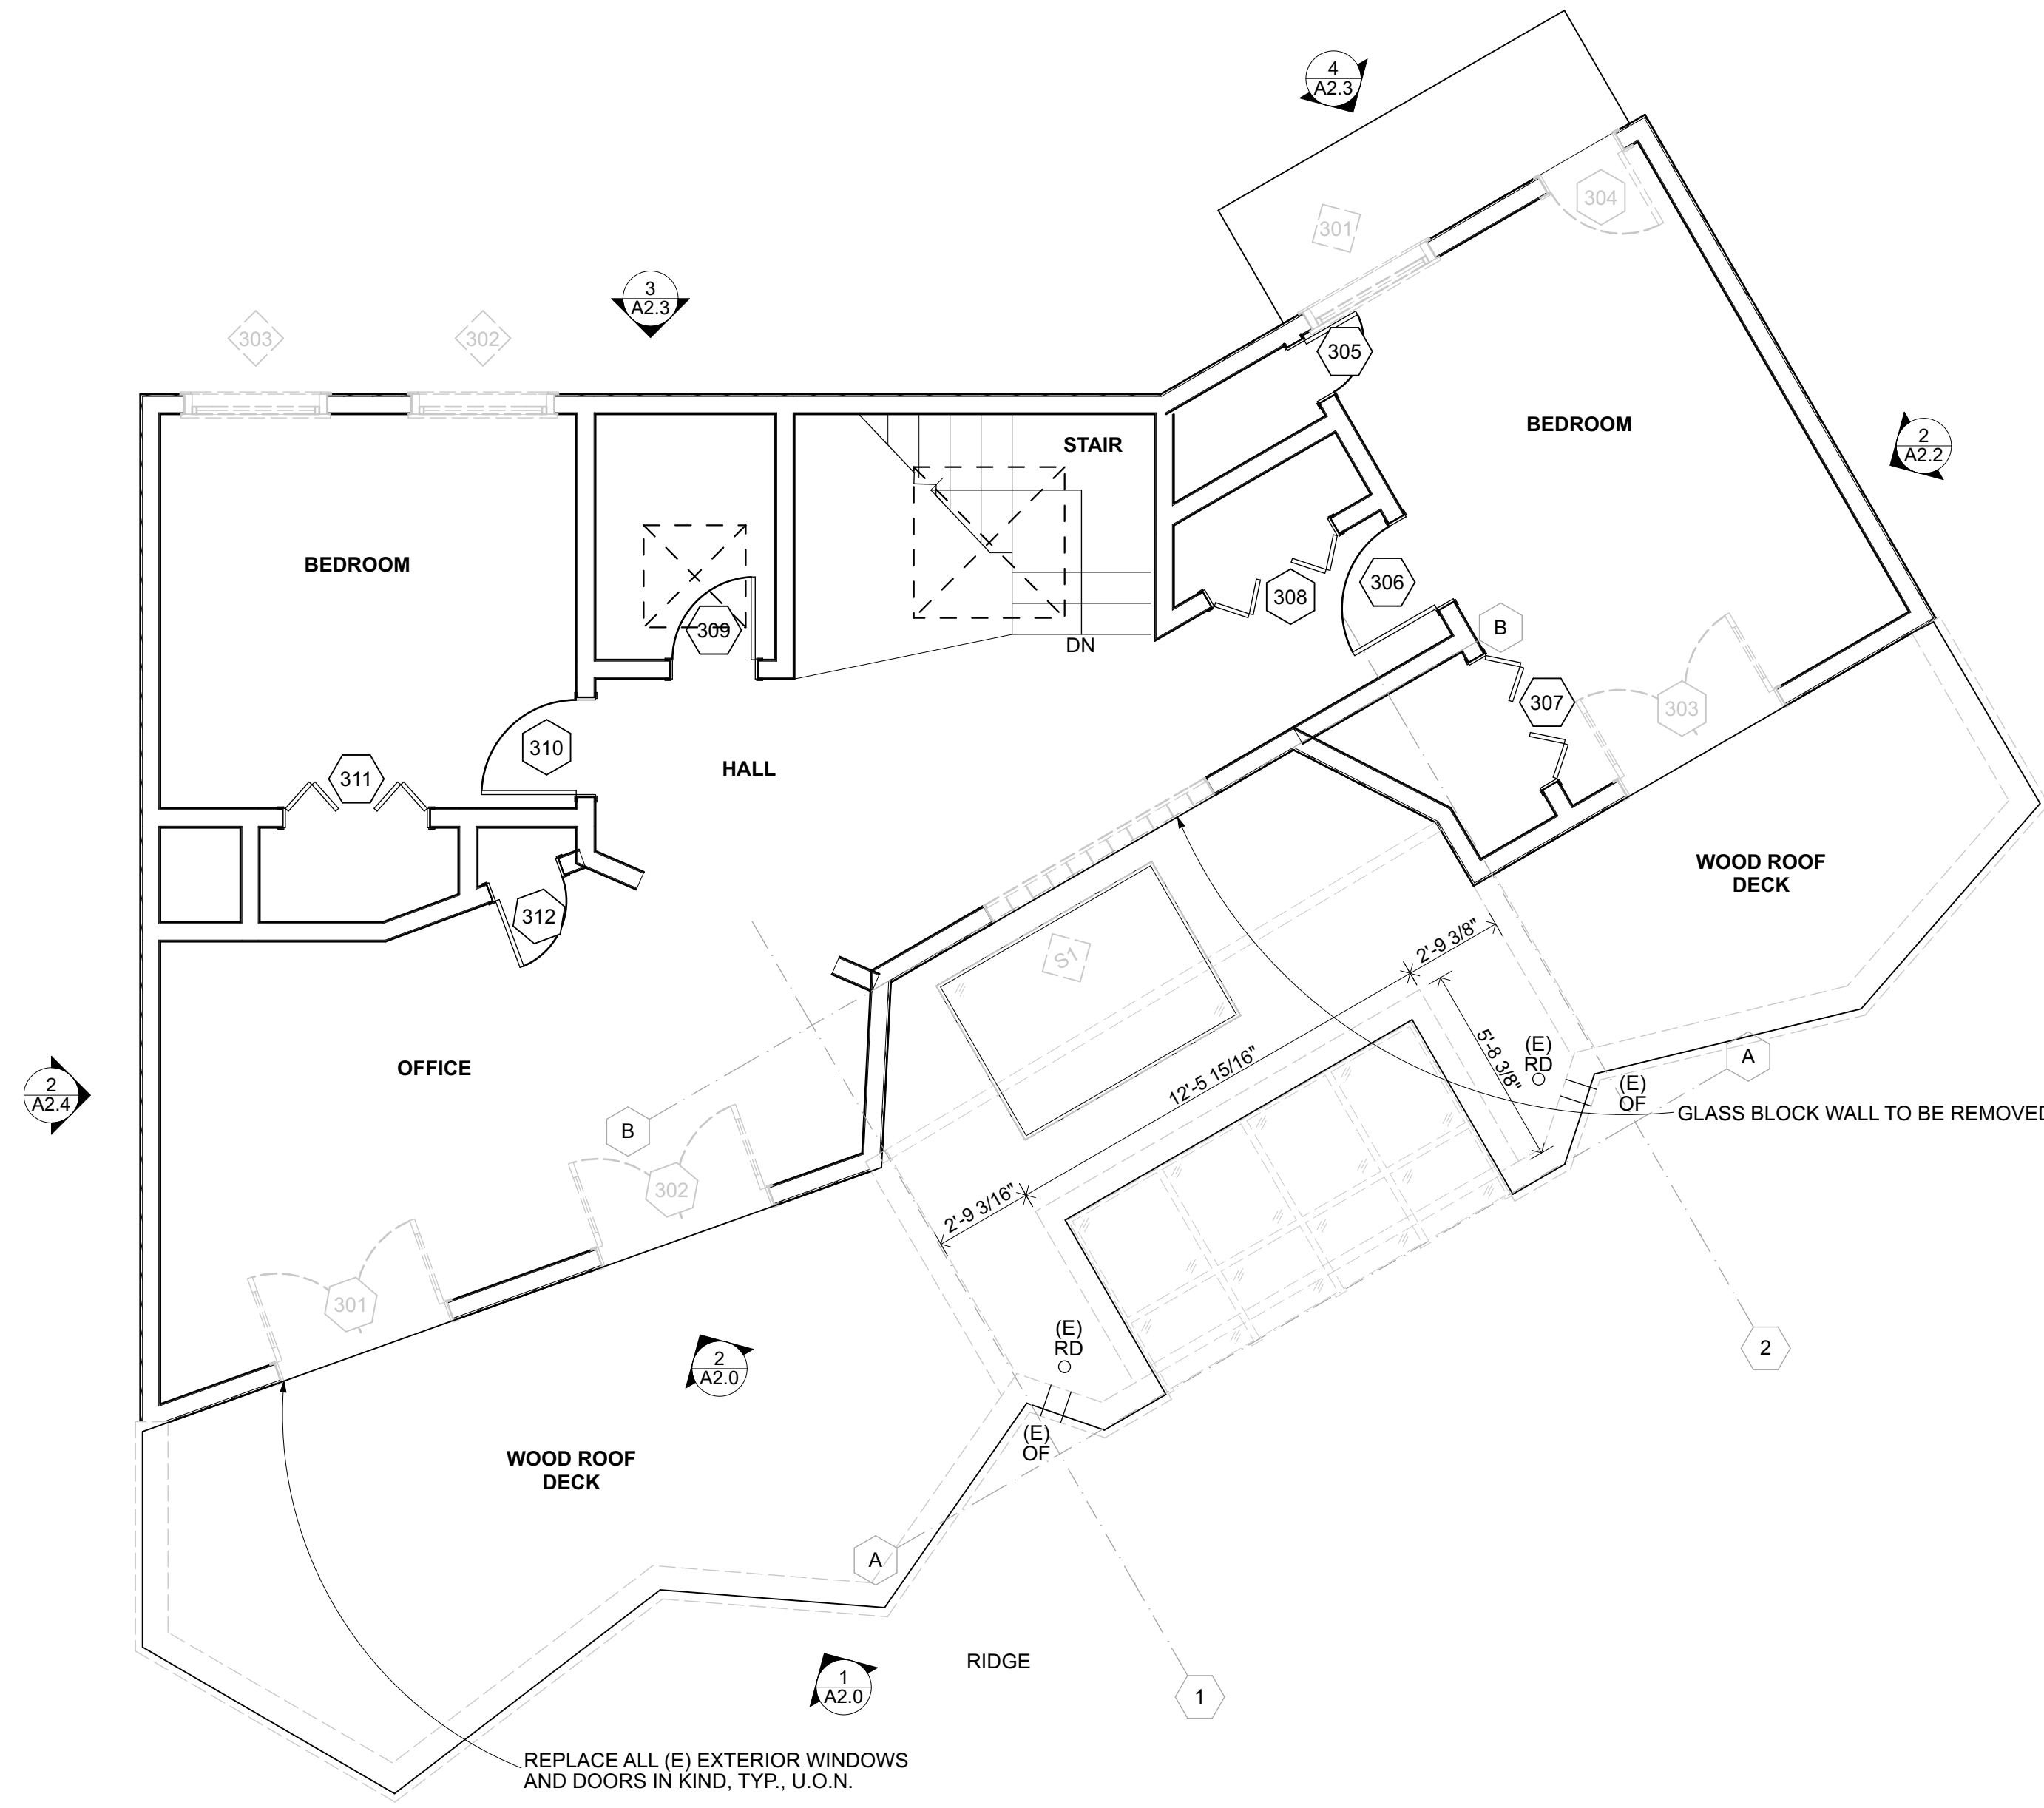 4
A2.3
304
301
3
A2.3
303
302
305
BEDROOM
STAIR
2
A2.2
BEDROOM
306
308
309
B
DN
307
303
310
HALL
311
WOOD ROOF
DECK
312
2'-9 3/8"
S1
(E)
RD
5'-8 3/8"
A
OFFICE
12'-5 15/16"
2
A2.4
(E)
OF
GLASS BLOCK WALL TO BE REMOVED
B
302
2'-9 3/16"
301
(E)
RD
2
2
A2.0
(E)
OF
WOOD ROOF
DECK
A
RIDGE
1
A2.0
1
REPLACE ALL (E) EXTERIOR WINDOWS
AND DOORS IN KIND, TYP., U.O.N.